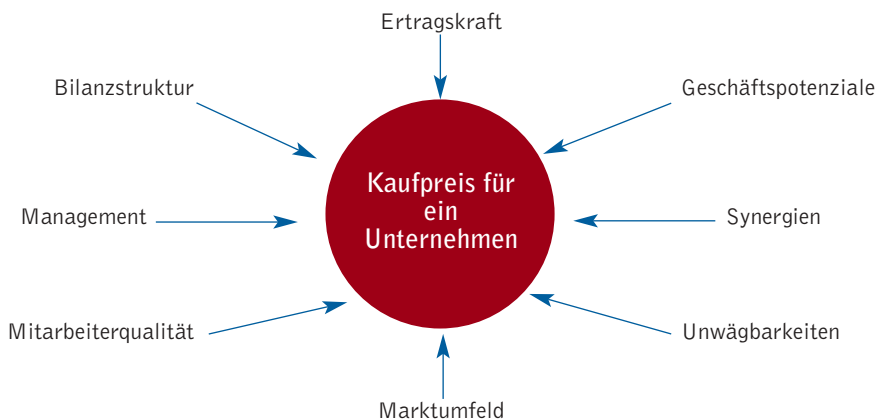 Ertragskraft
Bilanzstruktur
Geschäftspotenziale
Kaufpreis für
ein
Unternehmen
Management
Synergien
Mitarbeiterqualität
Unwägbarkeiten
Marktumfeld